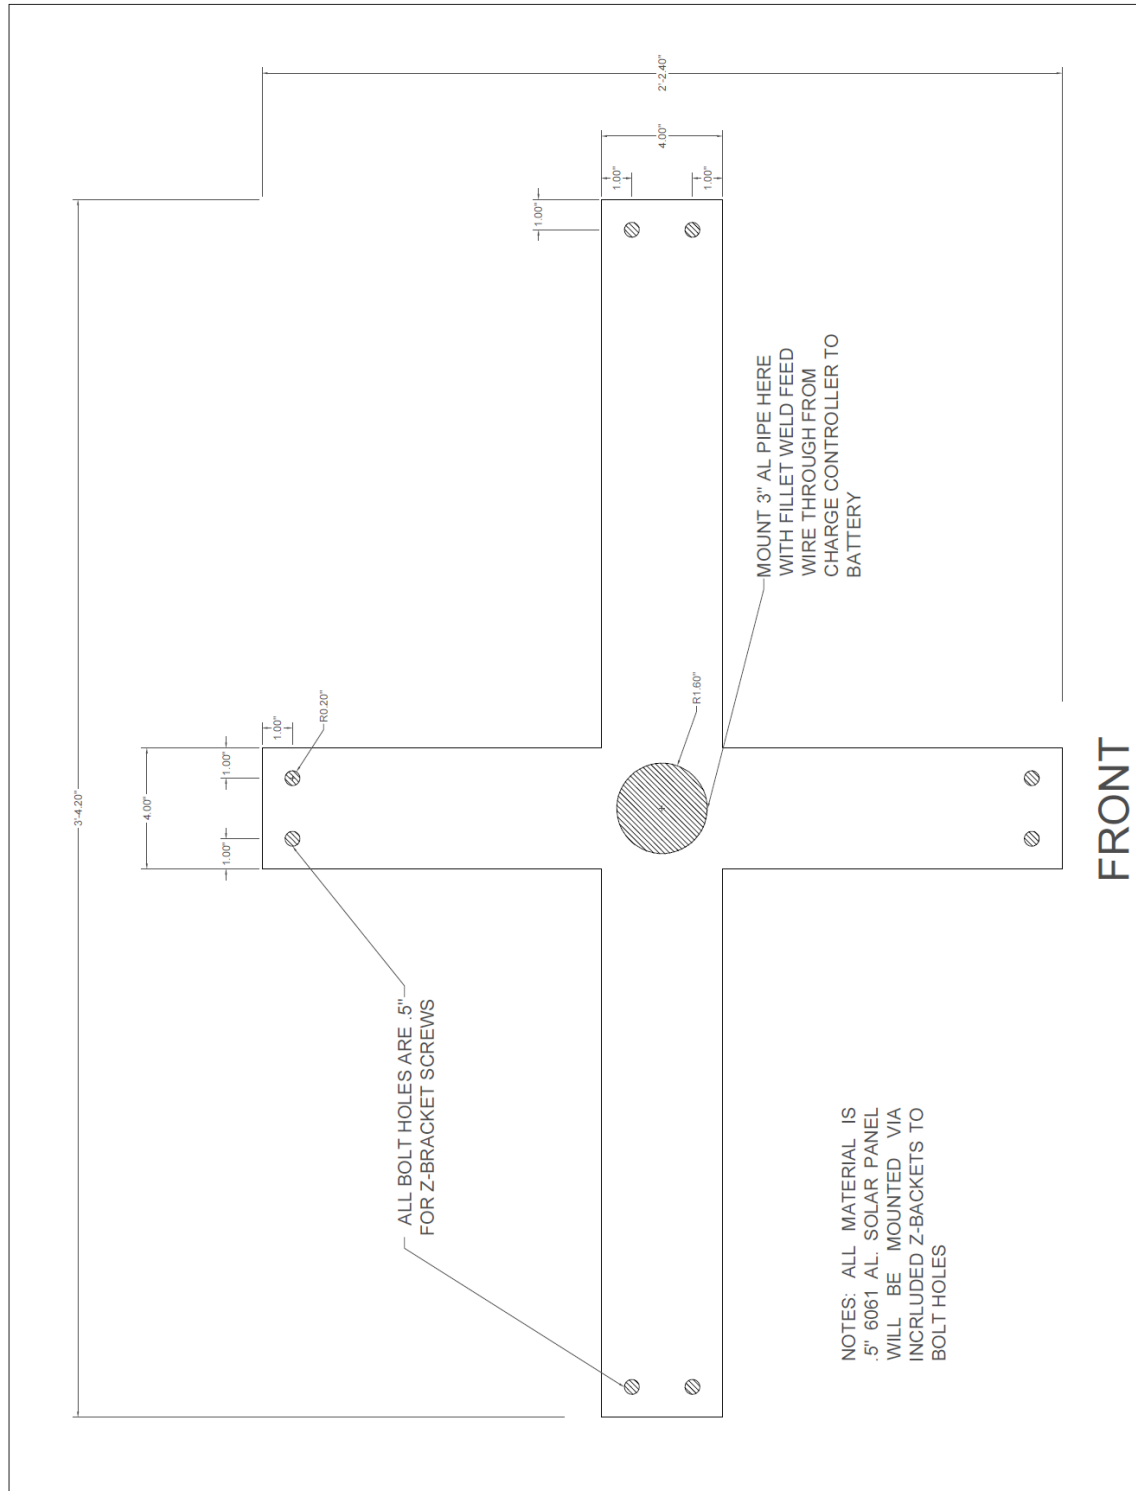 3'-4.20"
2'-2.40"
4.00"
1.00"
1.00"
1.00"
4.00"
1.00"
1.00"
1.00"
R0.20"
R1.60"
ALL BOLT HOLES ARE .5"
FOR Z-BRACKET SCREWS
MOUNT 3" AL PIPE HERE
WITH FILLET WELD FEED
WIRE THROUGH FROM
CHARGE CONTROLLER TO
BATTERY
NOTES: ALL MATERIAL IS
.5" 6061 AL. SOLAR PANEL
WILL BE MOUNTED VIA
INCRLUDED Z-BACKETS TO
BOLT HOLES
FRONT